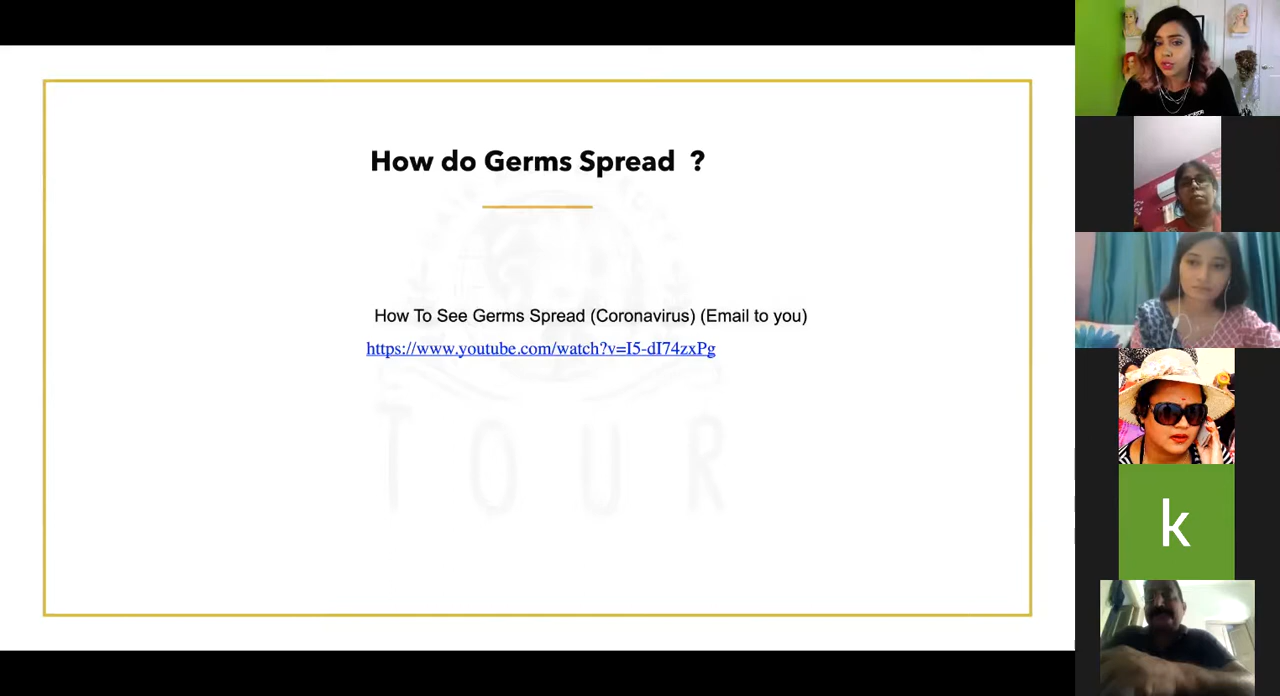 How do Germs Spread ?
How To See Germs Spread (Coronavirus) (Email to you)
https://www.youtube.com/watch?v=I5-dI74zxPg
TOUR
k